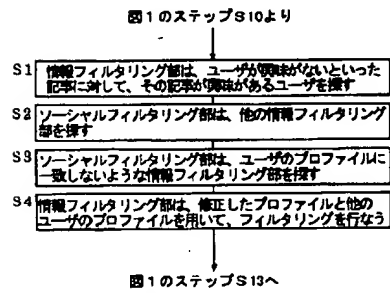 図1のステップS10より
S1 情報フィルタリング部は、ユーザが興味がないといった
記事に対して、その記事が興味があるユーザを探す
S2 ソーシャルフィルタリング部は、他の情報フィルタリング
部を探す
S3 ソーシャルフィルタリング部は、ユーザのプロファイルに
一致しないような情報フィルタリング部を探す
S4 情報フィルタリング部は、修正したプロファイルと他の
ユーザのプロファイルを用いて、フィルタリングを行なう
図1のステップS13へ